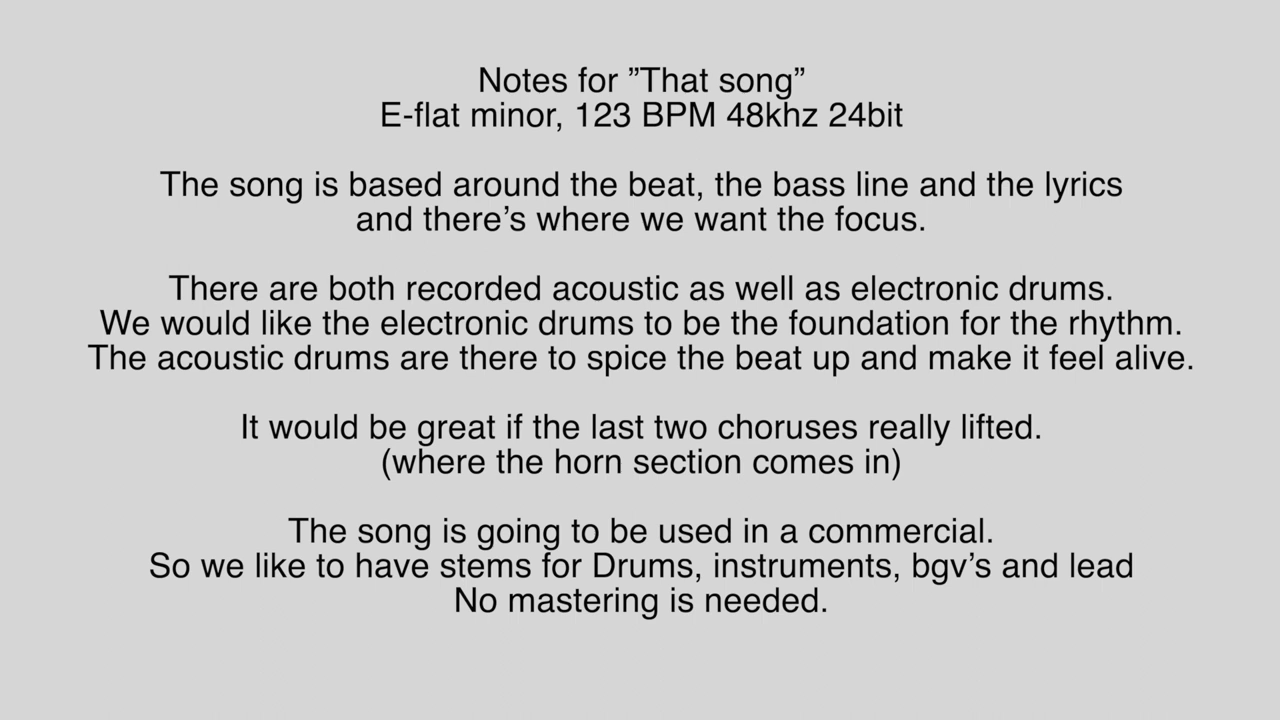 Notes for ”That song”
E-flat minor, 123 BPM 48khz 24bit
The song is based around the beat, the bass line and the lyrics
and there’s where we want the focus.
There are both recorded acoustic as well as electronic drums.
We would like the electronic drums to be the foundation for the rhythm.
The acoustic drums are there to spice the beat up and make it feel alive.
It would be great if the last two choruses really lifted.
(where the horn section comes in)
The song is going to be used in a commercial.
So we like to have stems for Drums, instruments, bgv’s and lead
No mastering is needed.